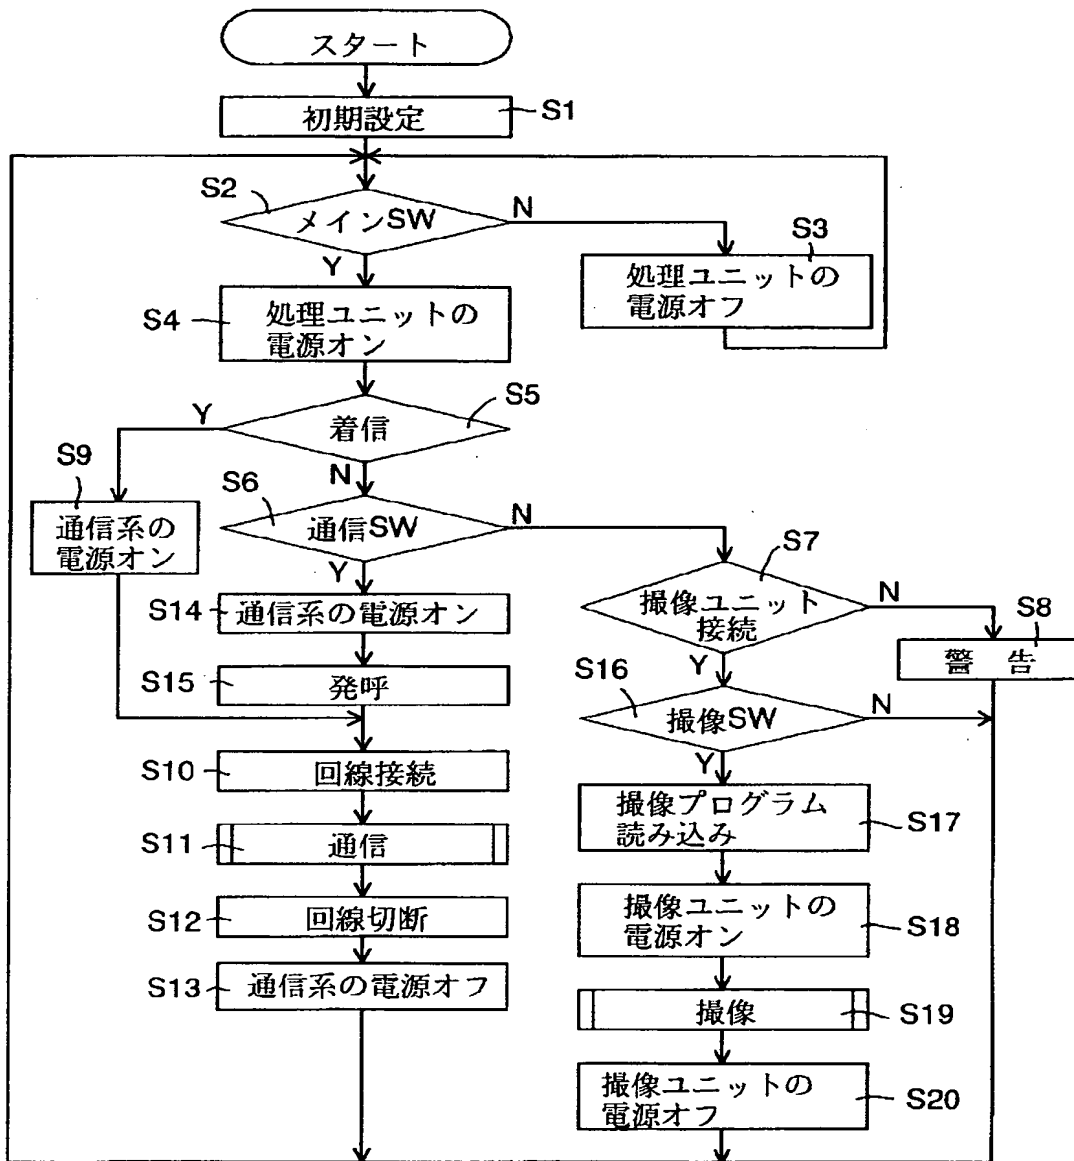 スタート
初期設定
S1
S2
メインSW
N
Y
S3
処理ユニットの
電源オフ
S4
処理ユニットの
電源オン
S5
着信
Y
N
S9
通信系の
電源オン
S6
通信SW
N
Y
S7
撮像ユニット
接続
N
Y
S8
警告
S14
通信系の電源オン
S15
発呼
S16
撮像SW
N
Y
S10
回線接続
S17
撮像プログラム
読み込み
S11
通信
S12
回線切断
S18
撮像ユニットの
電源オン
S13
通信系の電源オフ
S19
撮像
S20
撮像ユニットの
電源オフ